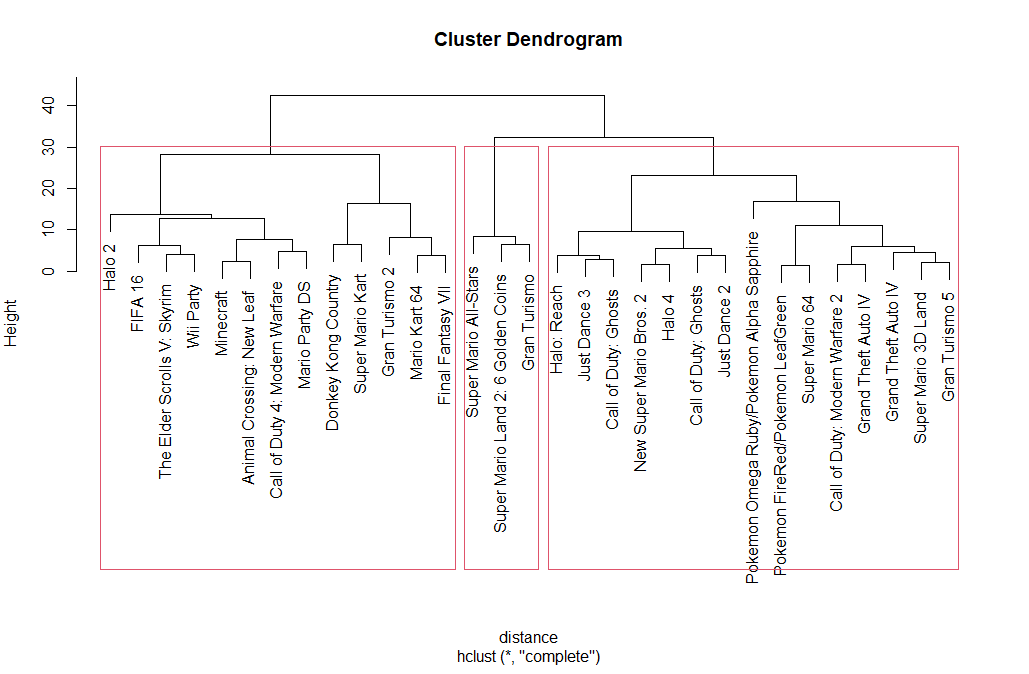 Cluster Dendrogram
Height
40
30
20
10
0
Halo 2
FIFA 16
The Elder Scrolls V: Skyrim
Wii Party
Minecraft
Animal Crossing: New Leaf
Call of Duty 4: Modern Warfare
Mario Party DS
Donkey Kong Country
Super Mario Kart
Gran Turismo 2
Mario Kart 64
Final Fantasy VII
Super Mario All-Stars
Super Mario Land 2: 6 Golden Coins
Gran Turismo
Halo: Reach
Just Dance 3
Call of Duty: Ghosts
New Super Mario Bros. 2
Halo 4
Call of Duty: Ghosts
Just Dance 2
Pokemon Omega Ruby/Pokemon Alpha Sapphire
Pokemon FireRed/Pokemon LeafGreen
Super Mario 64
Call of Duty: Modern Warfare 2
Grand Theft Auto IV
Grand Theft Auto IV
Super Mario 3D Land
Gran Turismo 5
distance
hclust (*, "complete")